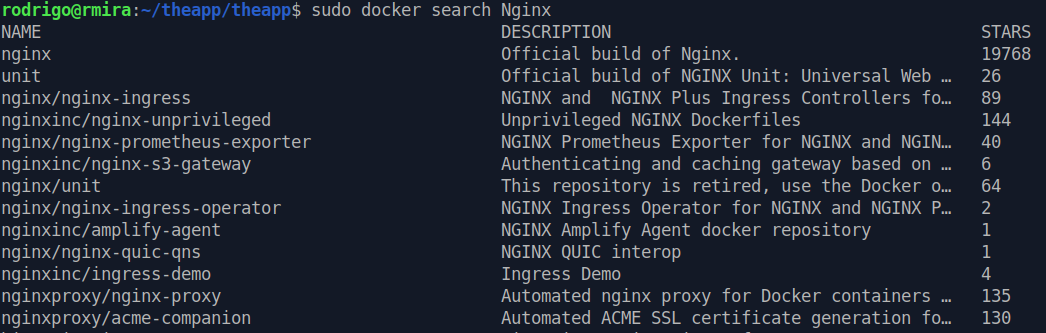 rodrigo@rmira:~/theapp/theapp$ sudo docker search Nginx
NAME DESCRIPTION STARS
nginx Official build of Nginx. 19768
unit Official build of NGINX Unit: Universal Web … 26
nginx/nginx-ingress NGINX and  NGINX Plus Ingress Controllers fo… 89
nginxinc/nginx-unprivileged Unprivileged NGINX Dockerfiles 144
nginx/nginx-prometheus-exporter NGINX Prometheus Exporter for NGINX and NGIN… 40
nginxinc/nginx-s3-gateway Authenticating and caching gateway based on … 6
nginx/unit This repository is retired, use the Docker o… 64
nginx/nginx-ingress-operator NGINX Ingress Operator for NGINX and NGINX P… 2
nginxinc/amplify-agent NGINX Amplify Agent docker repository 1
nginx/nginx-quic-qns NGINX QUIC interop 1
nginxinc/ingress-demo Ingress Demo 4
nginxproxy/nginx-proxy Automated nginx proxy for Docker containers … 135
nginxproxy/acme-companion Automated ACME SSL certificate generation fo… 130